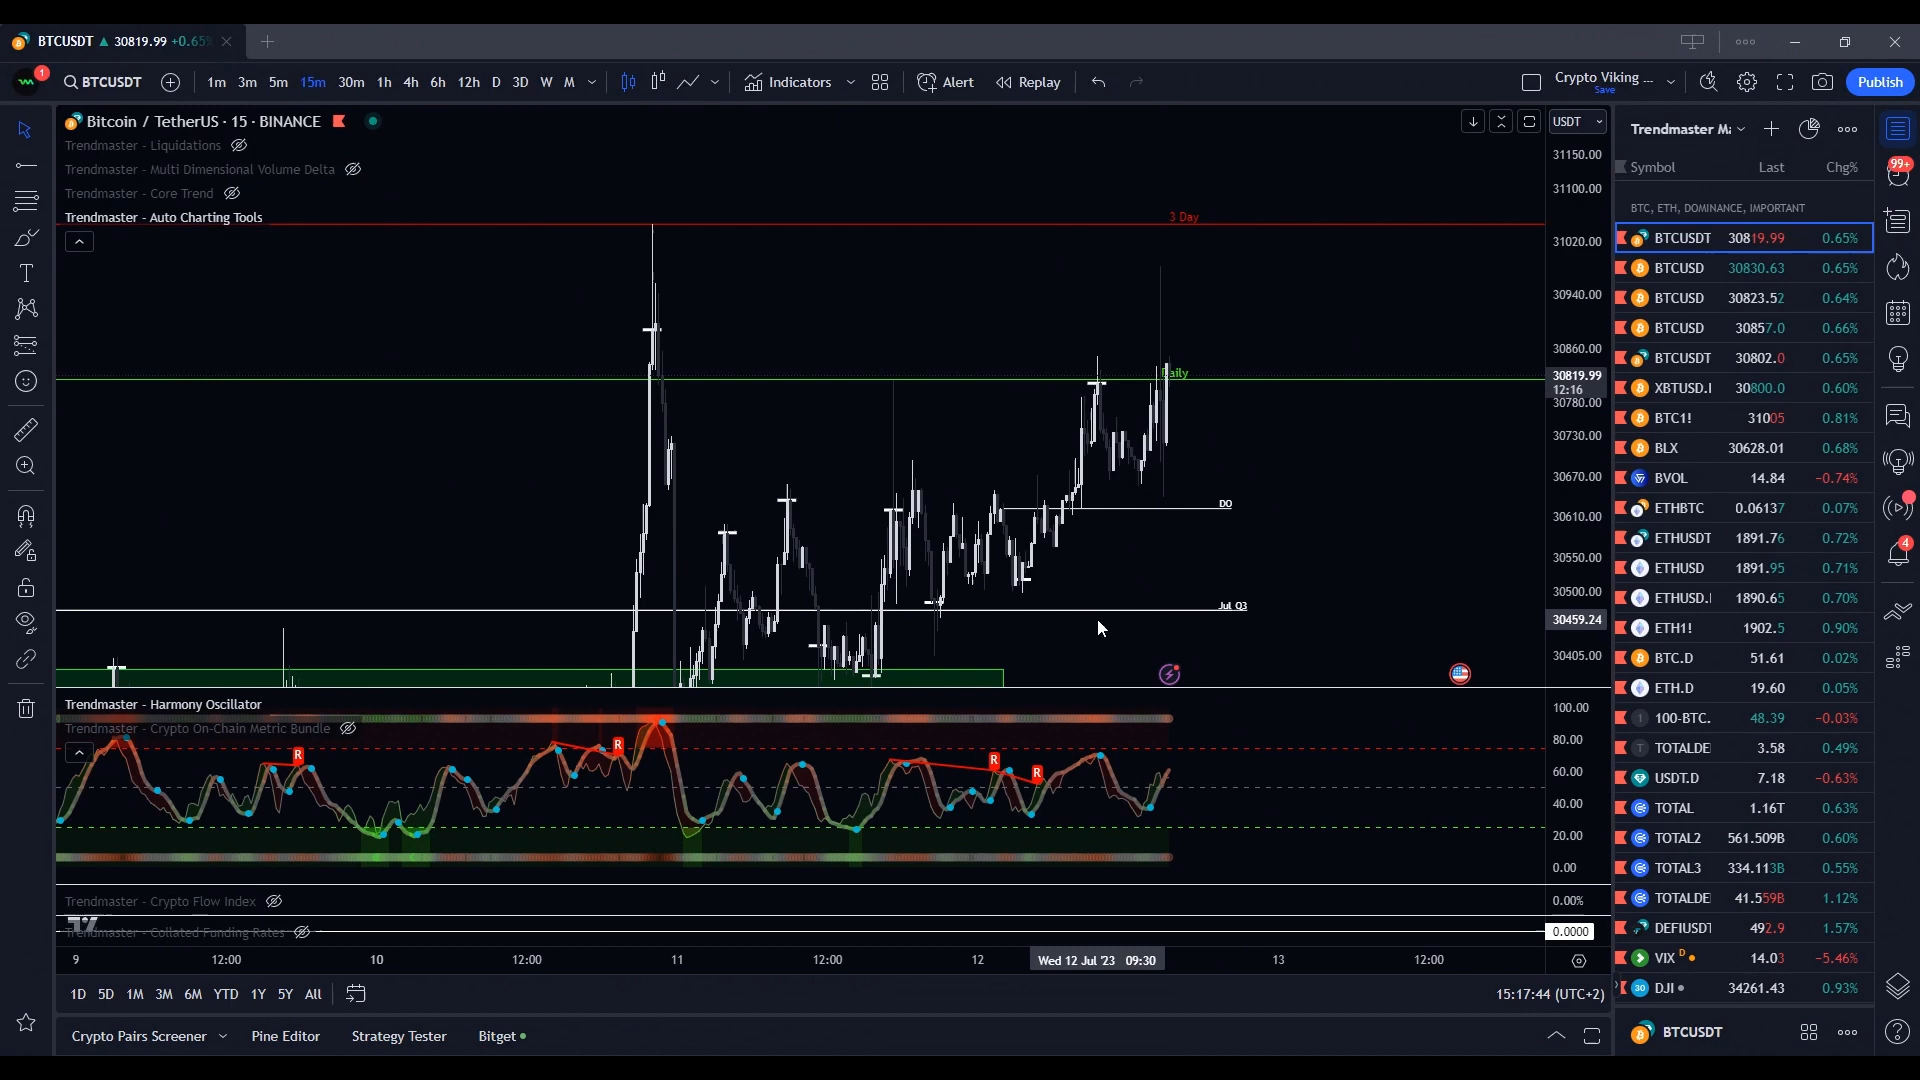 BTCUSDT ▲ 30819.99 +0.65%
1
BTCUSDT 1m 3m 5m 15m 30m 1h 4h 6h 12h D 3D W M Indicators Alert Replay Crypto Viking ... Publish
Save
Bitcoin / TetherUS · 15 · BINANCE
Trendmaster - Liquidations
Trendmaster - Multi Dimensional Volume Delta
Trendmaster - Core Trend
Trendmaster - Auto Charting Tools
3 Day
Daily
DO
Jul Q3
USDT
31150.00
31100.00
31020.00
30940.00
30860.00
30819.99
12:16
30780.00
30730.00
30670.00
30610.00
30550.00
30500.00
30459.24
30405.00
Trendmaster - Harmony Oscillator
Trendmaster - Crypto On-Chain Metric Bundle
R
R
R
R
100.00
80.00
60.00
40.00
20.00
0.00
Trendmaster - Crypto Flow Index
0.00%
Trendmaster - Collated Funding Rates
0.0000
9 12:00 10 12:00 11 12:00 12 Wed 12 Jul '23 09:30 13 12:00
1D 5D 1M 3M 6M YTD 1Y 5Y All 15:17:44 (UTC+2)
Crypto Pairs Screener Pine Editor Strategy Tester Bitget
Trendmaster
Symbol Last Chg%
BTC, ETH, DOMINANCE, IMPORTANT
BTCUSDT 30819.99 0.65%
BTCUSD 30830.63 0.65%
BTCUSD 30823.52 0.64%
BTCUSD 30857.0 0.66%
BTCUSDT 30802.0 0.65%
XBTUSD. 30800.0 0.60%
BTC1! 31005 0.81%
BLX 30628.01 0.68%
BVOL 14.84 −0.74%
ETHBTC 0.06137 0.07%
ETHUSDT 1891.76 0.72%
ETHUSD 1891.95 0.71%
ETHUSD. 1890.65 0.70%
ETH1! 1902.5 0.90%
BTC.D 51.61 0.02%
ETH.D 19.60 0.05%
100-BTC. 48.39 −0.03%
TOTALDE 3.58 0.49%
USDT.D 7.18 −0.63%
TOTAL 1.16T 0.63%
TOTAL2 561.509B 0.60%
TOTAL3 334.113B 0.55%
TOTALDE 41.559B 1.12%
DEFIUSDT 492.9 1.57%
VIX D 14.03 −5.46%
30 DJI 34261.43 0.93%
BTCUSDT
99+
4